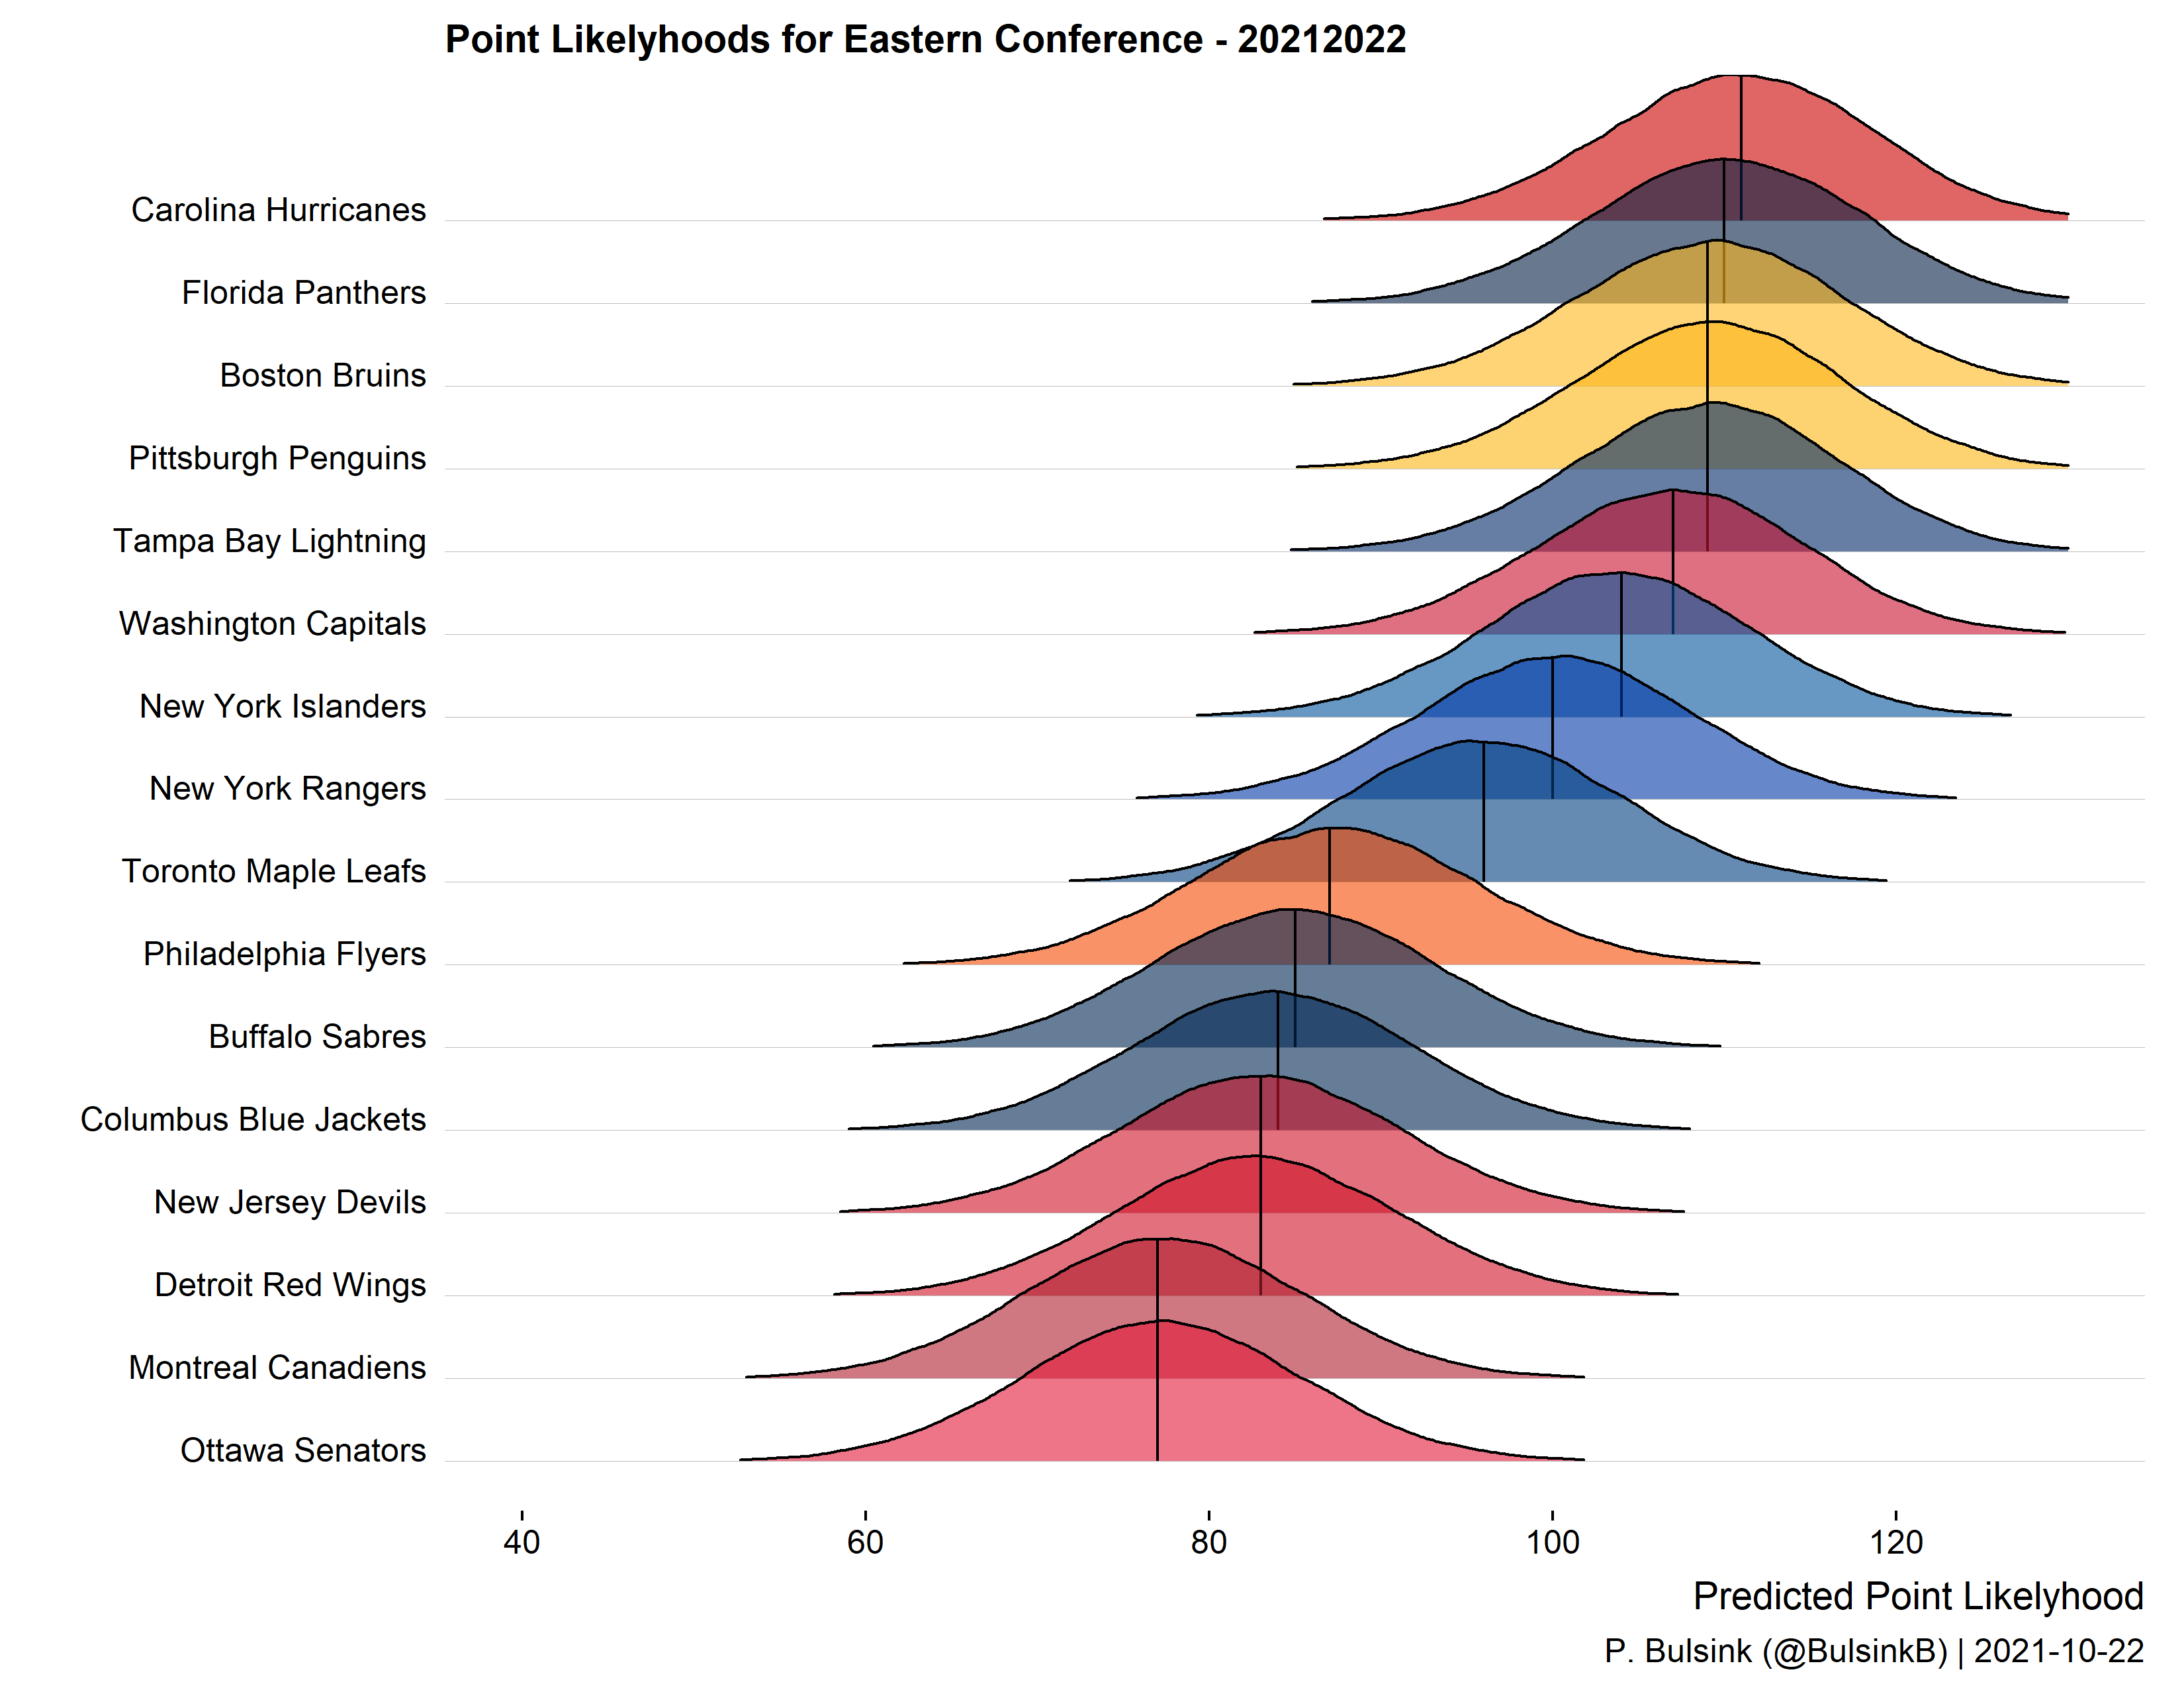 Point Likelyhoods for Eastern Conference - 20212022
Carolina Hurricanes
Florida Panthers
Boston Bruins
Pittsburgh Penguins
Tampa Bay Lightning
Washington Capitals
New York Islanders
New York Rangers
Toronto Maple Leafs
Philadelphia Flyers
Buffalo Sabres
Columbus Blue Jackets
New Jersey Devils
Detroit Red Wings
Montreal Canadiens
Ottawa Senators
40 60 80 100 120
Predicted Point Likelyhood
P. Bulsink (@BulsinkB) | 2021-10-22